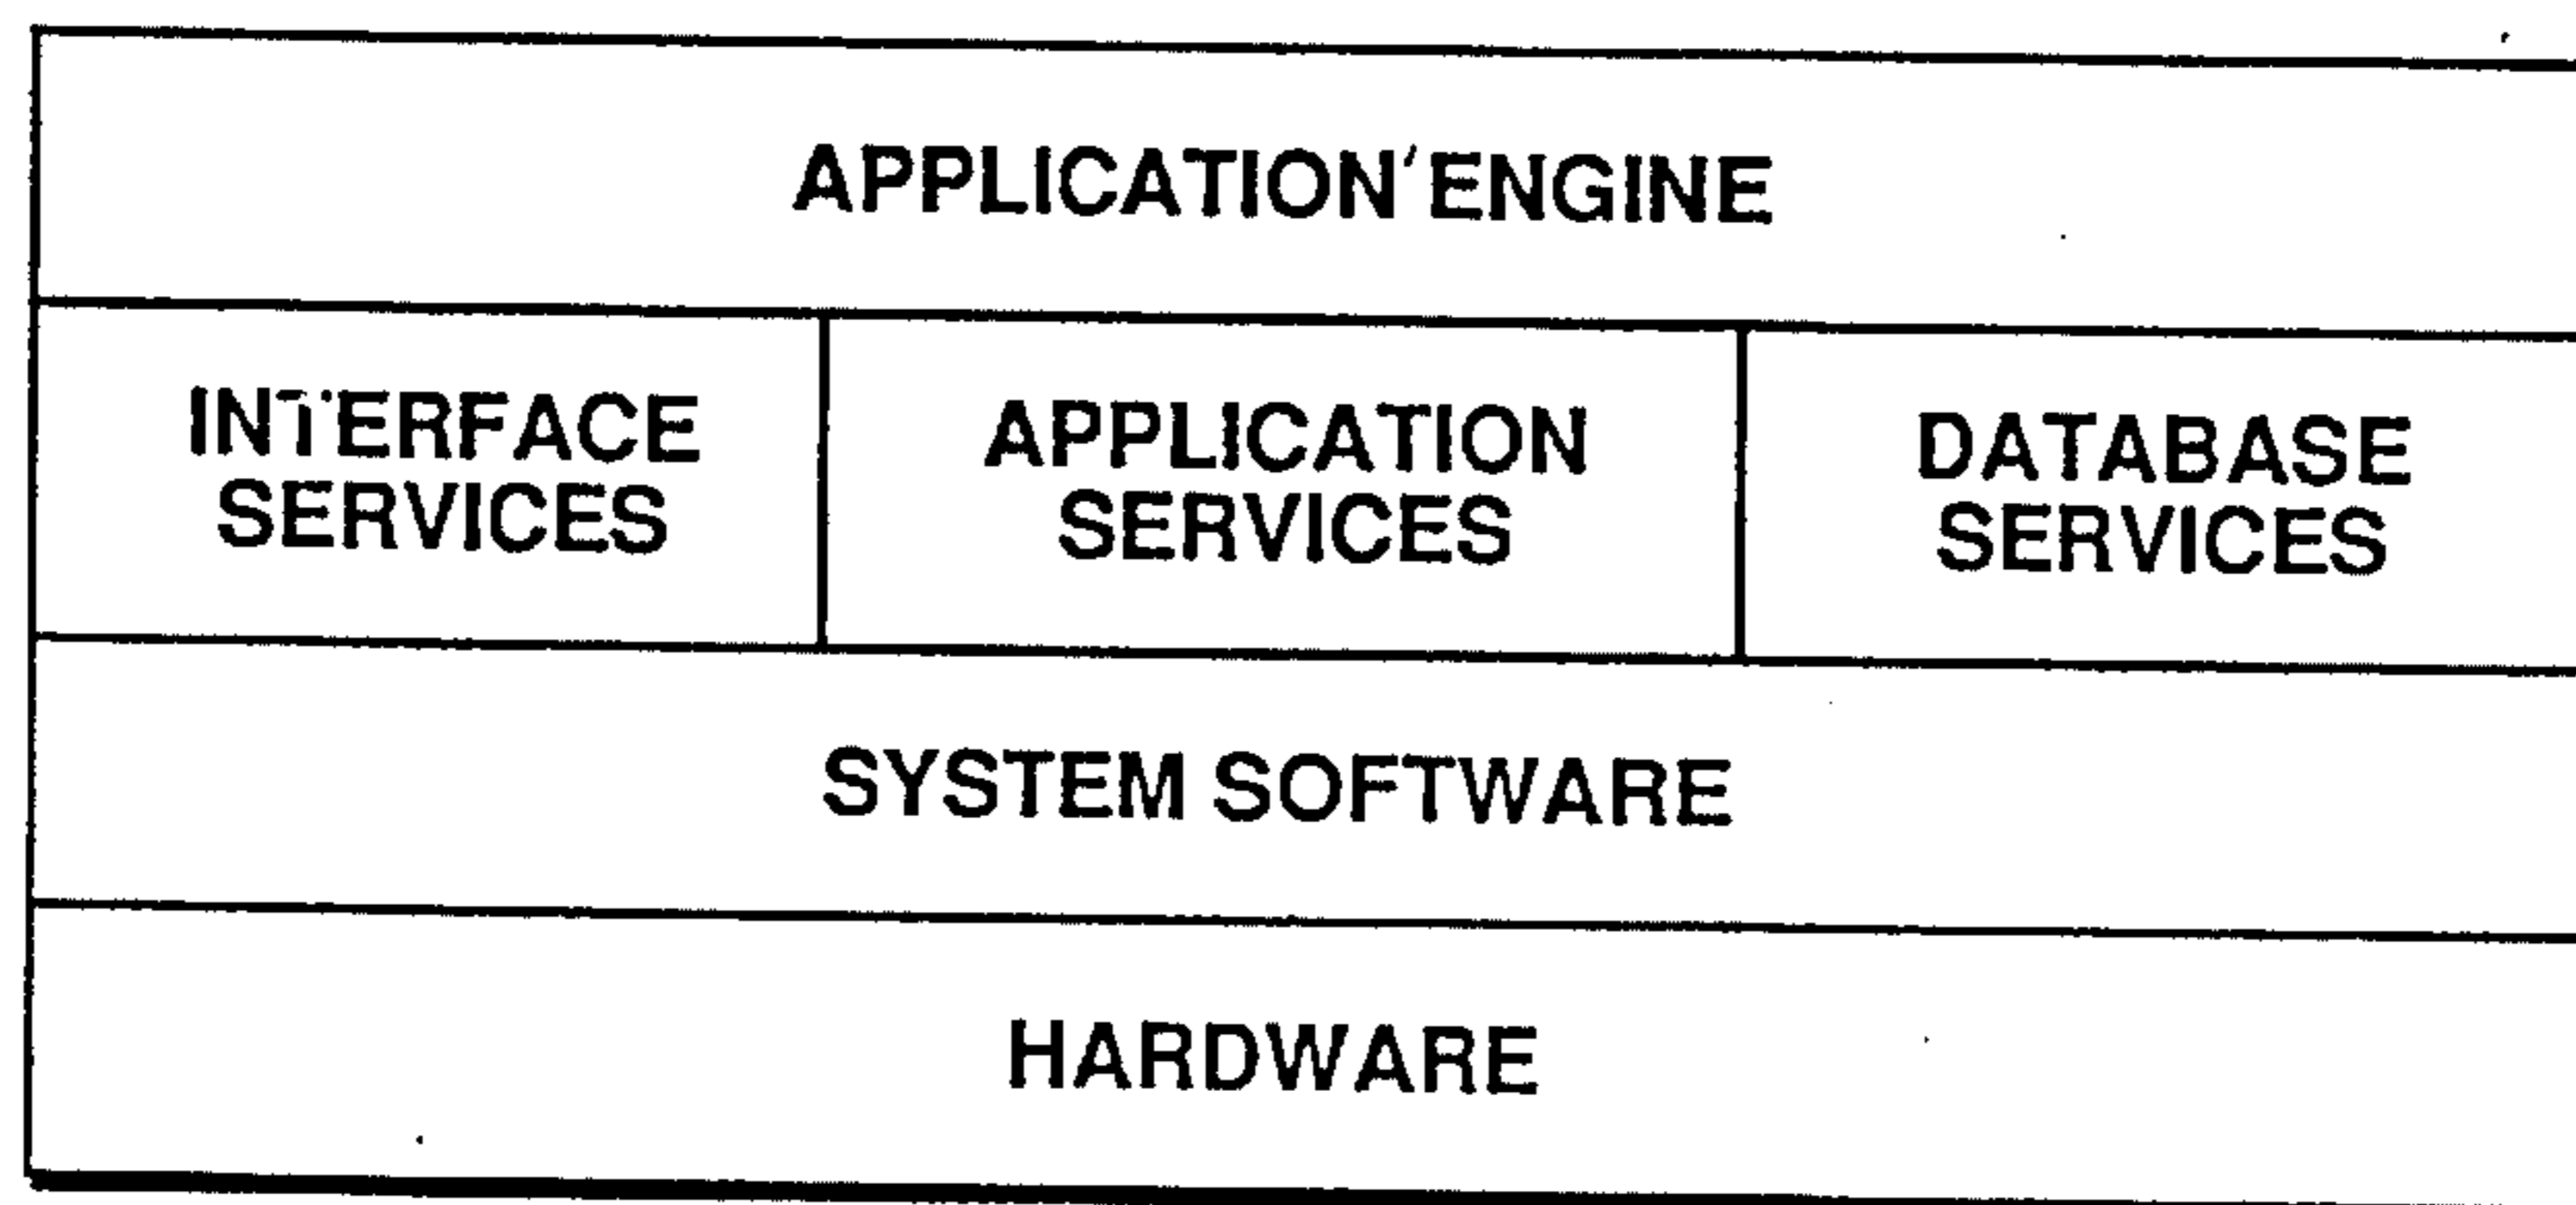 APPLICATION ENGINE
INTERFACE
SERVICES
APPLICATION
SERVICES
DATABASE
SERVICES
SYSTEM SOFTWARE
HARDWARE